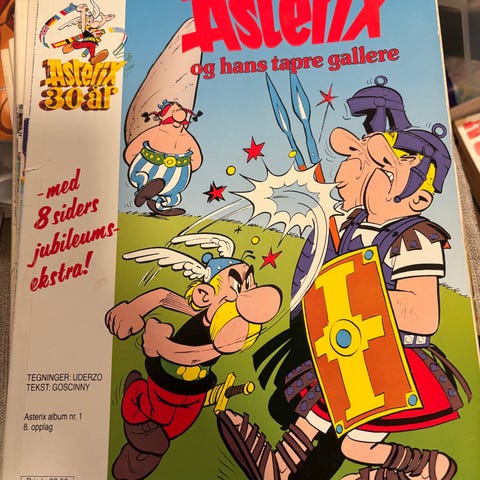 Asterix
og hans tapre gallere
Asterix
30 år
- med
8 siders
jubileums-
ekstra!
TEGNINGER: UDERZO
TEKST: GOSCINNY
Asterix album nr. 1
8. opplag